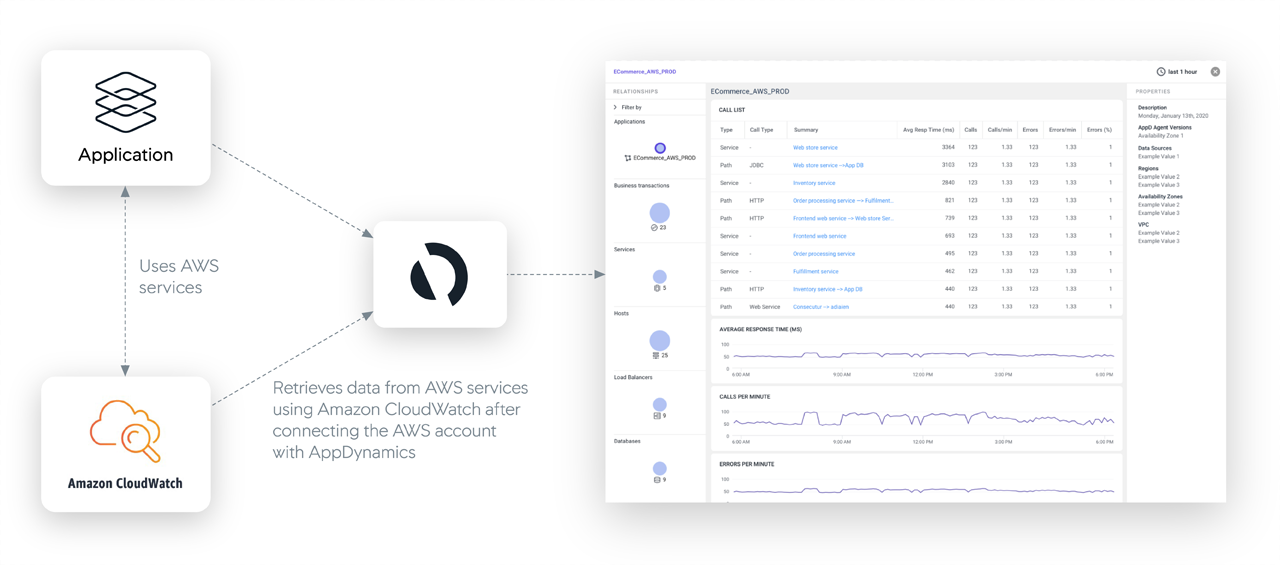 Application
Uses AWS
services
Amazon CloudWatch
Retrieves data from AWS services
using Amazon CloudWatch after
connecting the AWS account
with AppDynamics
ECommerce_AWS_PROD
last 1 hour
RELATIONSHIPS
Filter by
Applications
ECommerce_AWS_PROD
Business transactions
23
Services
5
Hosts
25
Load Balancers
9
Databases
9
ECommerce_AWS_PROD
CALL LIST
Type Call Type Summary Avg Resp Time (ms) Calls Calls/min Errors Errors/min Errors (%)
Service - Web store service 3364 123 1.33 123 1.33 1
Path JDBC Web store service –>App DB 3103 123 1.33 123 1.33 1
Service - Inventory service 2840 123 1.33 123 1.33 1
Path HTTP Order processing service –> Fulfilment... 821 123 1.33 123 1.33 1
Path HTTP Frontend web service –> Web store Ser... 739 123 1.33 123 1.33 1
Service - Frontend web service 693 123 1.33 123 1.33 1
Service - Order processing service 495 123 1.33 123 1.33 1
Service - Fulfillment service 462 123 1.33 123 1.33 1
Path HTTP Inventory service –> App DB 440 123 1.33 123 1.33 1
Path Web Service Consecutur –> adiaism 440 123 1.33 123 1.33 1
AVERAGE RESPONSE TIME (MS)
100
50
0
6:00 AM 9:00 AM 12:00 PM 3:00 PM 6:00 PM
CALLS PER MINUTE
100
50
0
6:00 AM 9:00 AM 12:00 PM 3:00 PM 6:00 PM
ERRORS PER MINUTE
100
50
PROPERTIES
Description
Monday, January 13th, 2020
AppD Agent Versions
Availability Zone 1
Data Sources
Example Value 1
Regions
Example Value 2
Example Value 3
Availability Zones
Example Value 2
Example Value 3
VPC
Example Value 2
Example Value 3